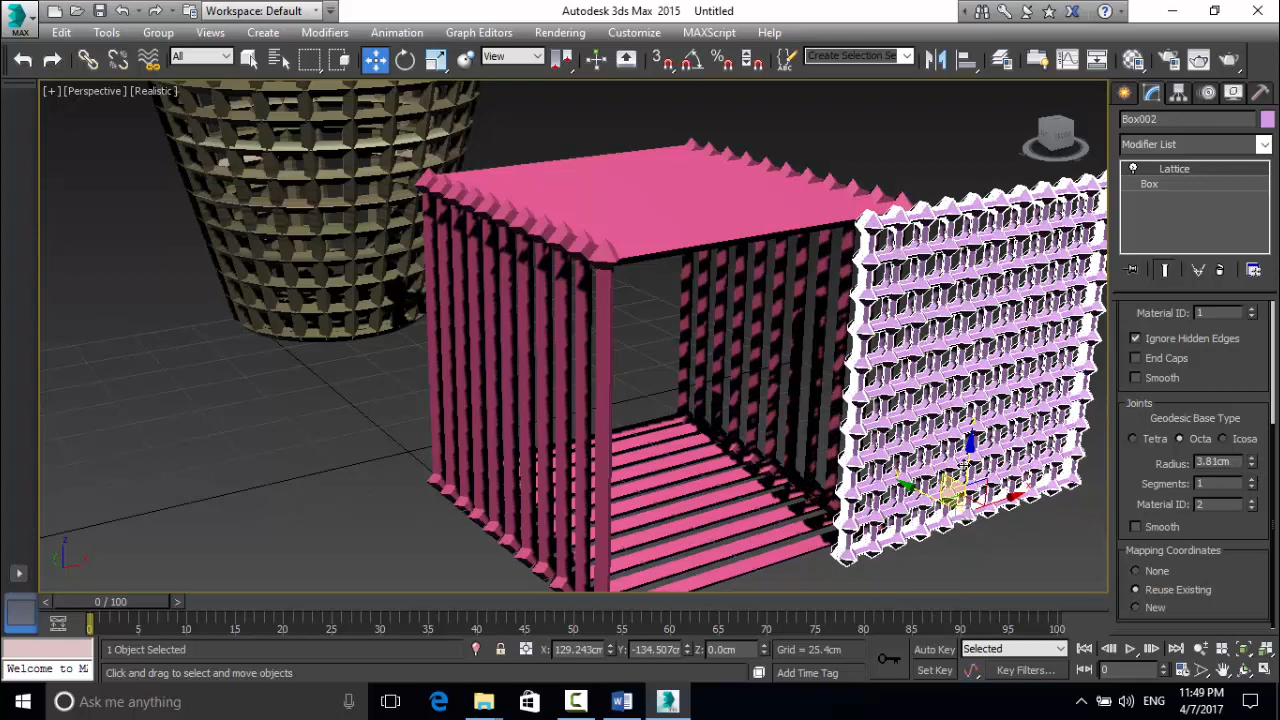 Workspace: Default
Autodesk 3ds Max 2015 Untitled
MAX
Edit Tools Group Views Create Modifiers Animation Graph Editors Rendering Customize MAXScript Help
All
View
3
%
Create Selection Se
[+] [Perspective] [Realistic]
Box002
Modifier List
Lattice
Box
Material ID: 1
Ignore Hidden Edges
End Caps
Smooth
Joints
Geodesic Base Type
Tetra Octa Icosa
Radius: 3.81cm
Segments: 1
Material ID: 2
Smooth
Mapping Coordinates
None
Reuse Existing
New
z
x
0 / 100
0 5 10 15 20 25 30 35 40 45 50 55 60 65 70 75 80 85 90 95 100
1 Object Selected
X: 129.243cm Y: -134.507cm Z: 0.0cm
Grid = 25.4cm
Auto Key
Selected
Welcome to M
Click and drag to select and move objects
Add Time Tag
Set Key
Key Filters...
0
Ask me anything
ENG
11:49 PM
4/7/2017